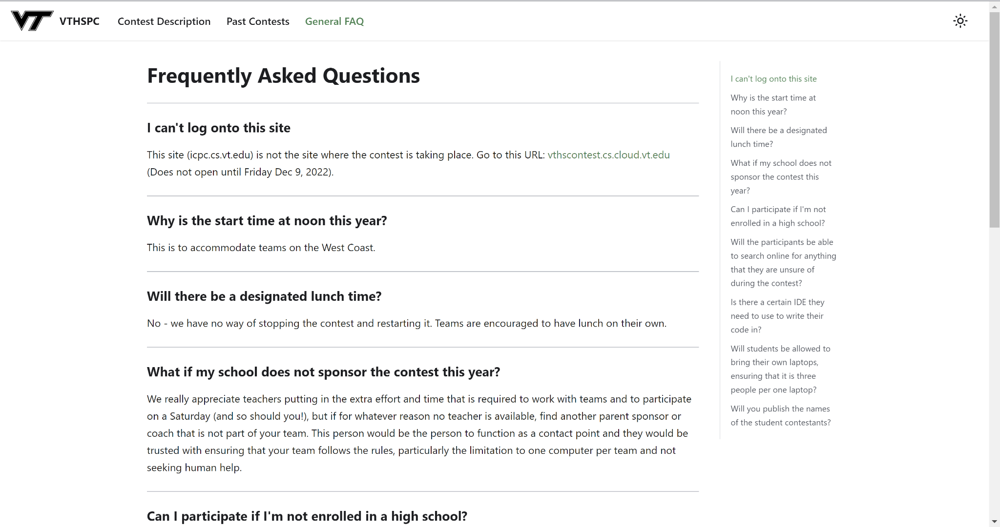 VT VTHSPC Contest Description Past Contests General FAQ
Frequently Asked Questions
I can't log onto this site
This site (icpc.cs.vt.edu) is not the site where the contest is taking place. Go to this URL: vthscontest.cs.cloud.vt.edu
(Does not open until Friday Dec 9, 2022).
Why is the start time at noon this year?
This is to accommodate teams on the West Coast.
Will there be a designated lunch time?
No - we have no way of stopping the contest and restarting it. Teams are encouraged to have lunch on their own.
What if my school does not sponsor the contest this year?
We really appreciate teachers putting in the extra effort and time that is required to work with teams and to participate
on a Saturday (and so should you!), but if for whatever reason no teacher is available, find another parent sponsor or
coach that is not part of your team. This person would be the person to function as a contact point and they would be
trusted with ensuring that your team follows the rules, particularly the limitation to one computer per team and not
seeking human help.
Can I participate if I'm not enrolled in a high school?
I can't log onto this site
Why is the start time at
noon this year?
Will there be a designated
lunch time?
What if my school does not
sponsor the contest this
year?
Can I participate if I'm not
enrolled in a high school?
Will the participants be able
to search online for anything
that they are unsure of
during the contest?
Is there a certain IDE they
need to use to write their
code in?
Will students be allowed to
bring their own laptops,
ensuring that it is three
people per one laptop?
Will you publish the names
of the student contestants?